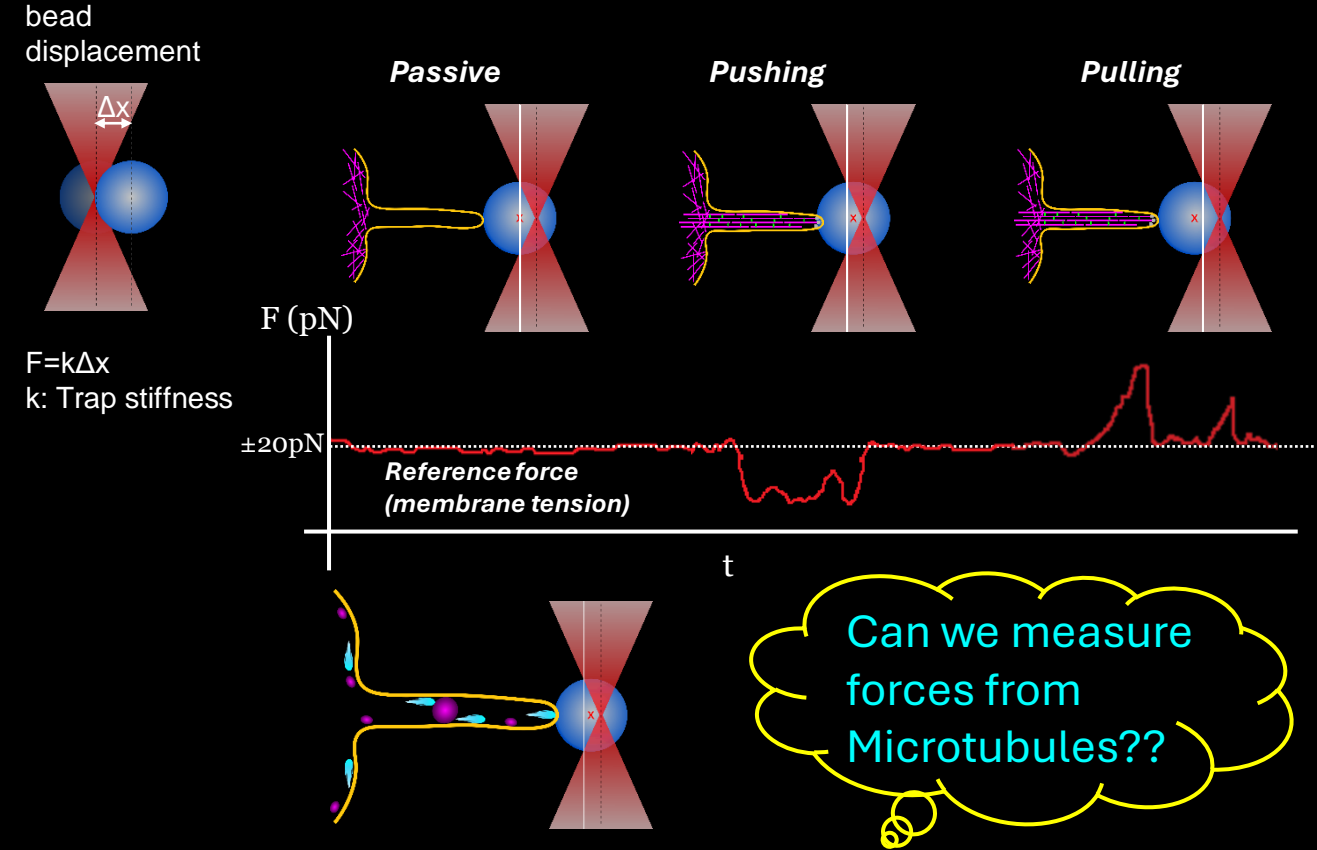 bead
displacement
Δx
F=kΔx
k: Trap stiffness
Passive
Pushing
Pulling
x
x
x
F (pN)
±20pN
Reference force
(membrane tension)
t
x
Can we measure
forces from
Microtubules??